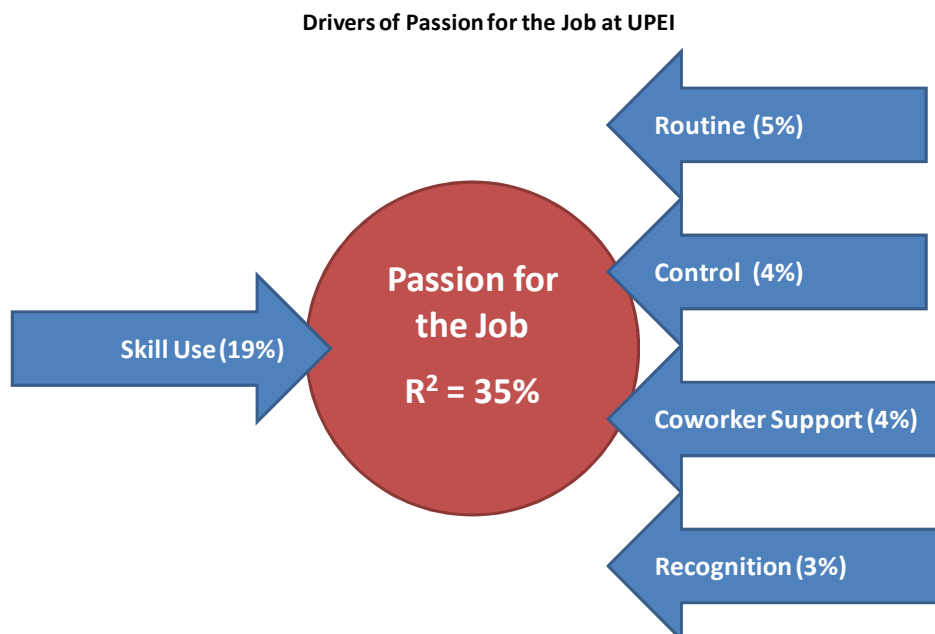 Drivers of Passion for the Job at UPEI
Routine (5%)
Control (4%)
Passion for
the Job
R² = 35%
Skill Use (19%)
Coworker Support (4%)
Recognition (3%)